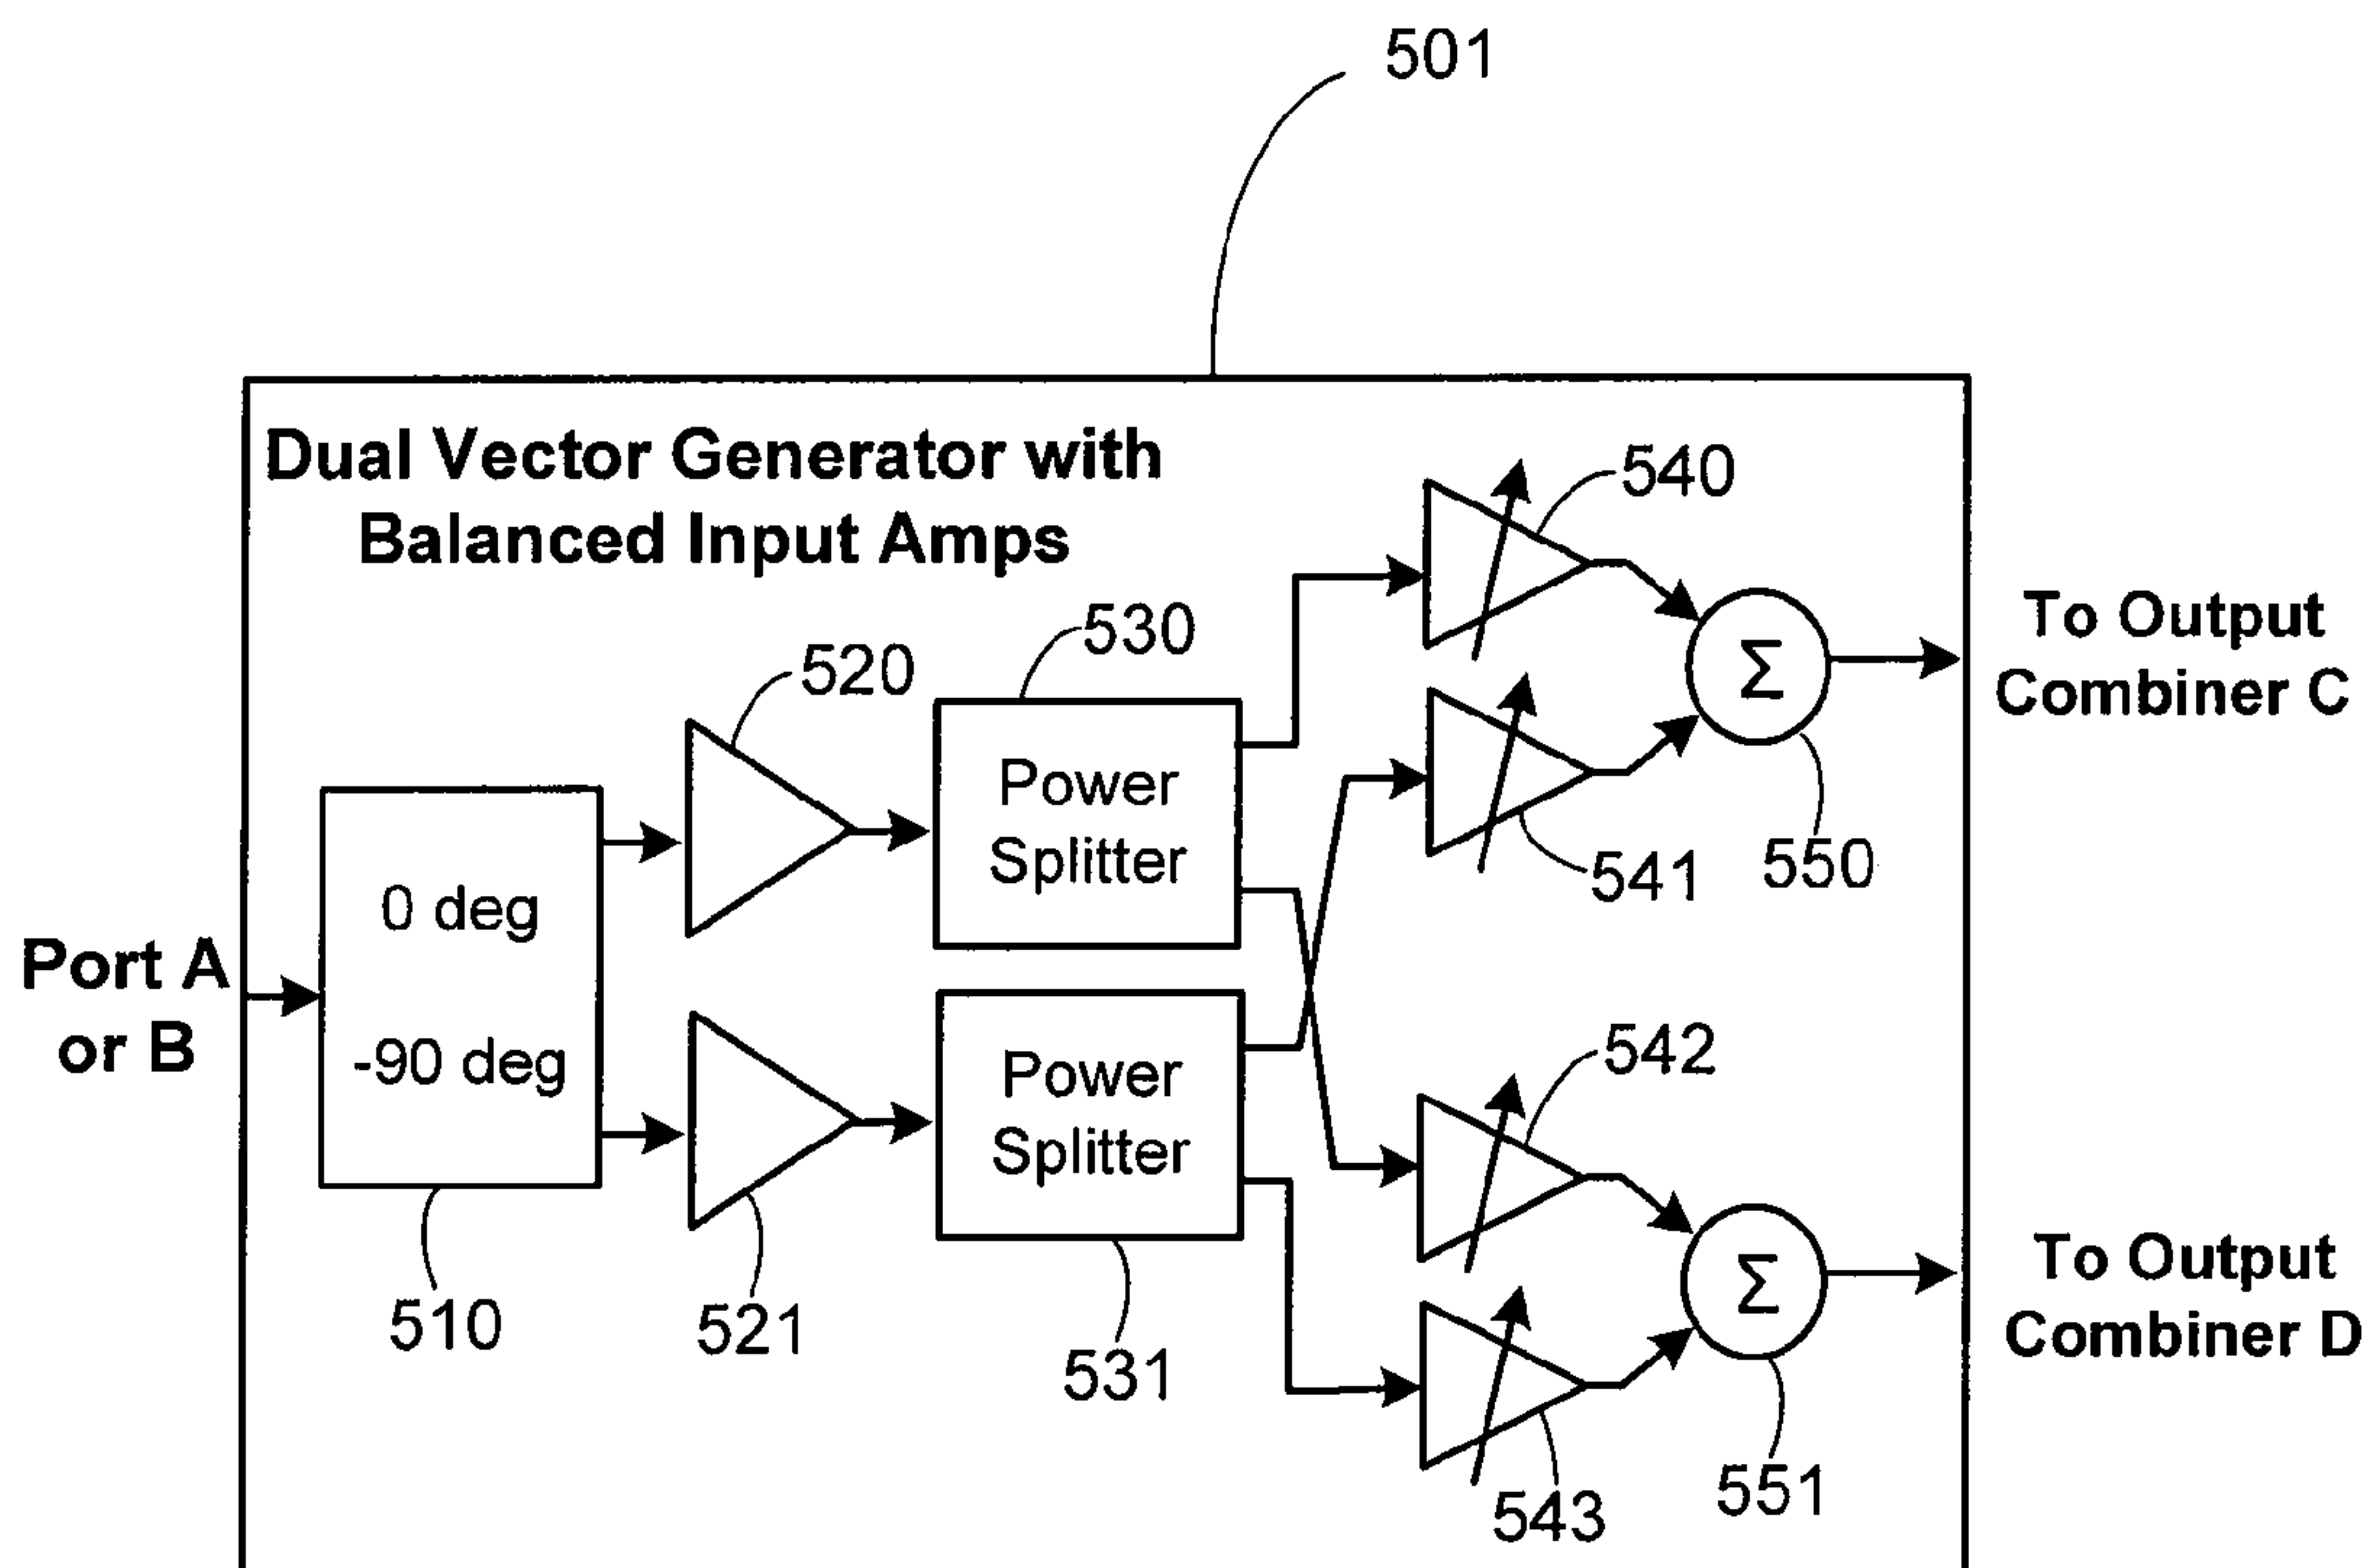 501
Dual Vector Generator with
Balanced Input Amps
540
530
520
To Output
Combiner C
Σ
Power
Splitter
541
550
0 deg
Port A
or B
-90 deg
542
Power
Splitter
To Output
Combiner D
Σ
510
521
531
551
543